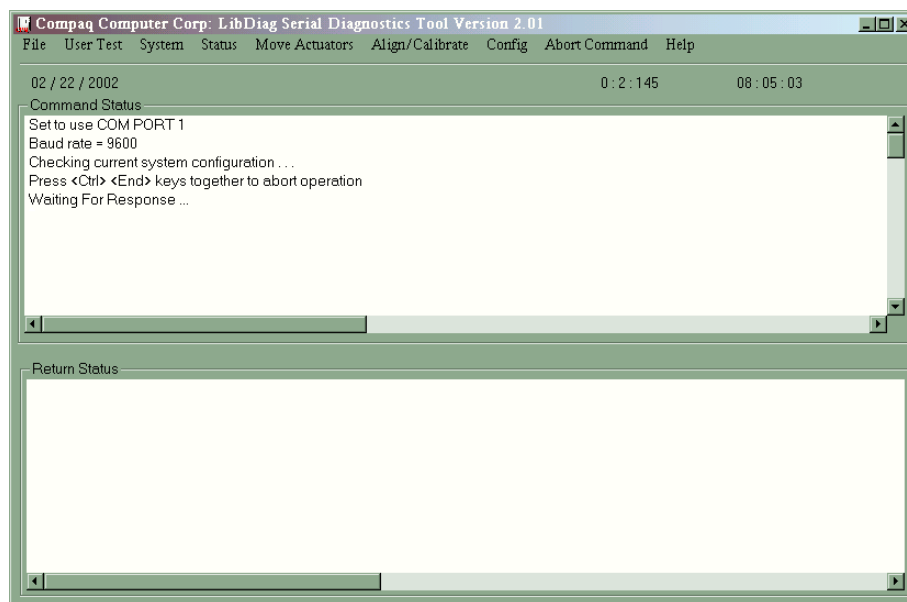 Compaq Computer Corp: LibDiag Serial Diagnostics Tool Version 2.01
File User Test System Status Move Actuators Align/Calibrate Config Abort Command Help
02 / 22 / 2002 0 : 2 : 145 08 : 05 : 03
Command Status
Set to use COM PORT 1
Baud rate = 9600
Checking current system configuration . . .
Press <Ctrl> <End> keys together to abort operation
Waiting For Response ...
Return Status